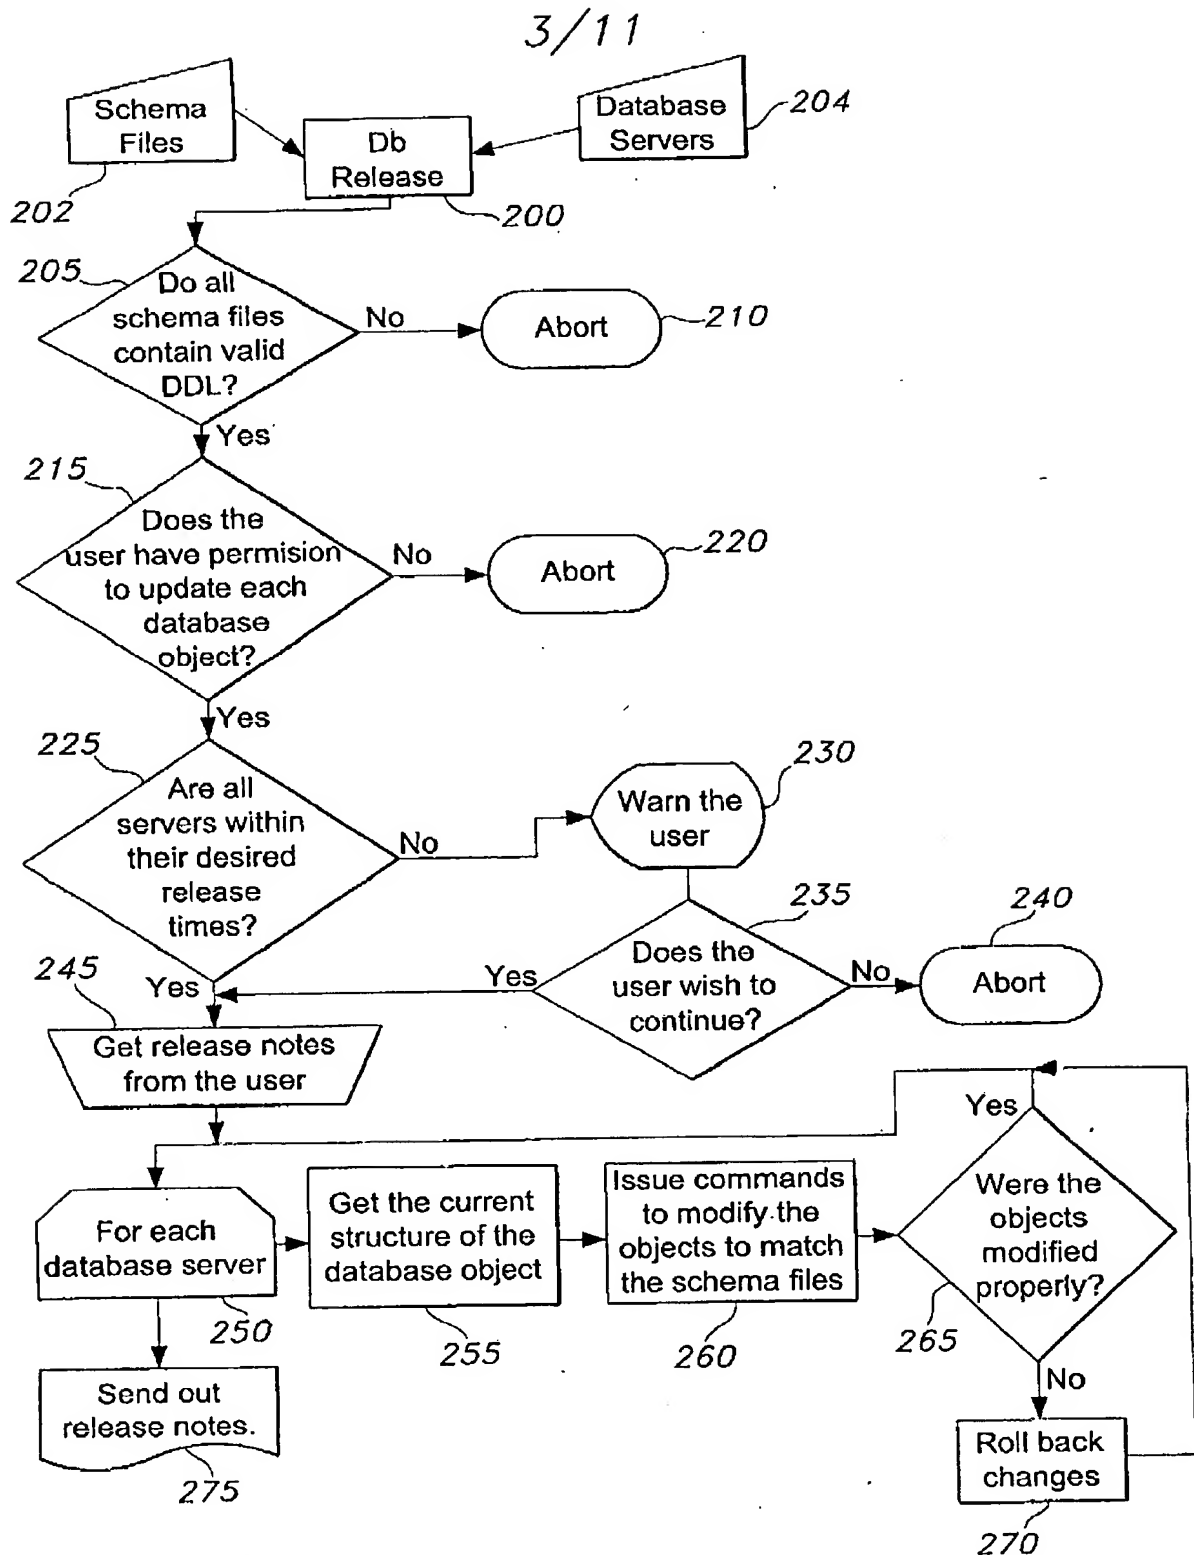 3/11
Schema
Files
202
Db
Release
200
Database
Servers
204
205
Do all
schema files
contain valid
DDL?
No
Abort
210
Yes
215
Does the
user have permision
to update each
database
object?
No
Abort
220
Yes
225
Are all
servers within
their desired
release
times?
No
Warn the
user
230
235
Does the
user wish to
continue?
Yes
No
Abort
240
Yes
245
Get release notes
from the user
For each
database server
250
Get the current
structure of the
database object
255
Issue commands
to modify the
objects to match
the schema files
260
Yes
Were the
objects
modified
properly?
265
No
Roll back
changes
270
Send out
release notes.
275